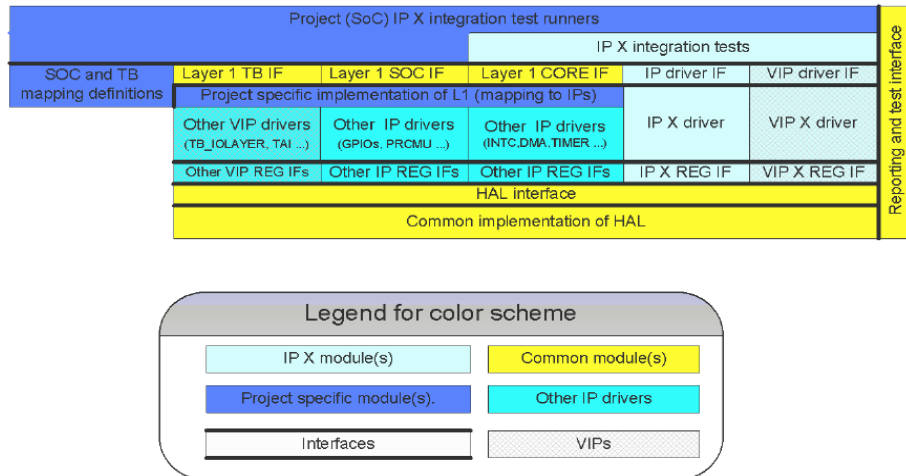 Project (SoC) IP X integration test runners
IP X integration tests
SOC and TB
mapping definitions
Layer 1 TB IF
Layer 1 SOC IF
Layer 1 CORE IF
IP driver IF
VIP driver IF
Project specific implementation of L1 (mapping to IPs)
Other VIP drivers
(TB_IOLAYER, TAI ...)
Other IP drivers
(GPIOs, PRCMU ...)
Other IP drivers
(INTC,DMA,TIMER ...)
IP X driver
VIP X driver
Other VIP REG IFs
Other IP REG IFs
Other IP REG IFs
IP X REG IF
VIP X REG IF
HAL interface
Common implementation of HAL
Reporting and test interface
Legend for color scheme
IP X module(s)
Common module(s)
Project specific module(s).
Other IP drivers
Interfaces
VIPs